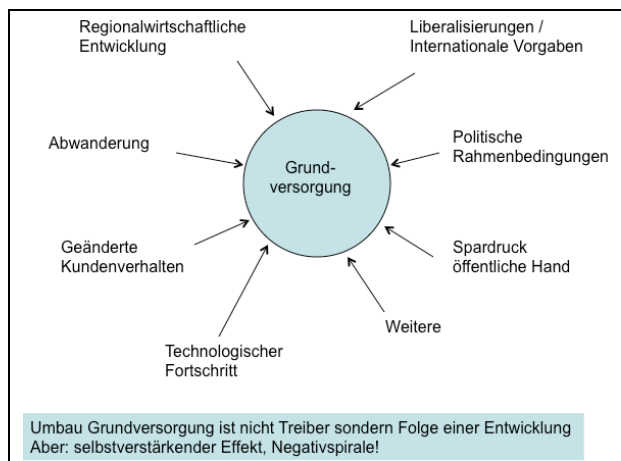 Regionalwirtschaftliche
Entwicklung
Liberalisierungen /
Internationale Vorgaben
Abwanderung
Grund-
versorgung
Politische
Rahmenbedingungen
Geänderte
Kundenverhalten
Spardruck
öffentliche Hand
Technologischer
Fortschritt
Weitere
Umbau Grundversorgung ist nicht Treiber sondern Folge einer Entwicklung
Aber: selbstverstärkender Effekt, Negativspirale!